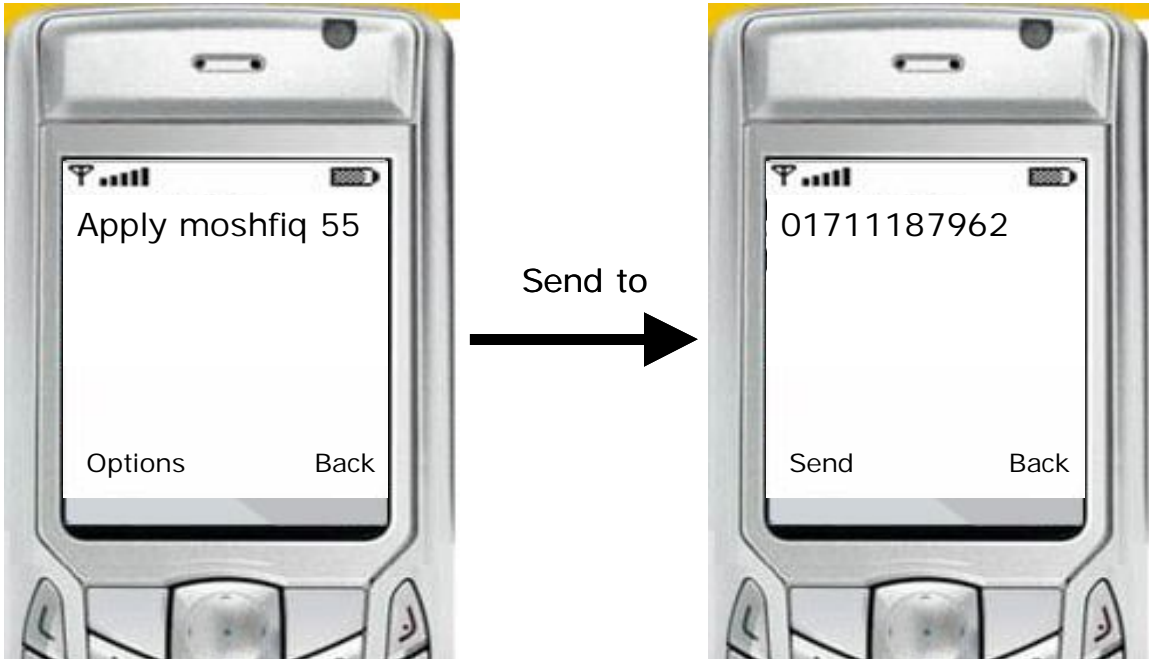 Apply moshfiq 55
Options Back
Send to
01711187962
Send Back